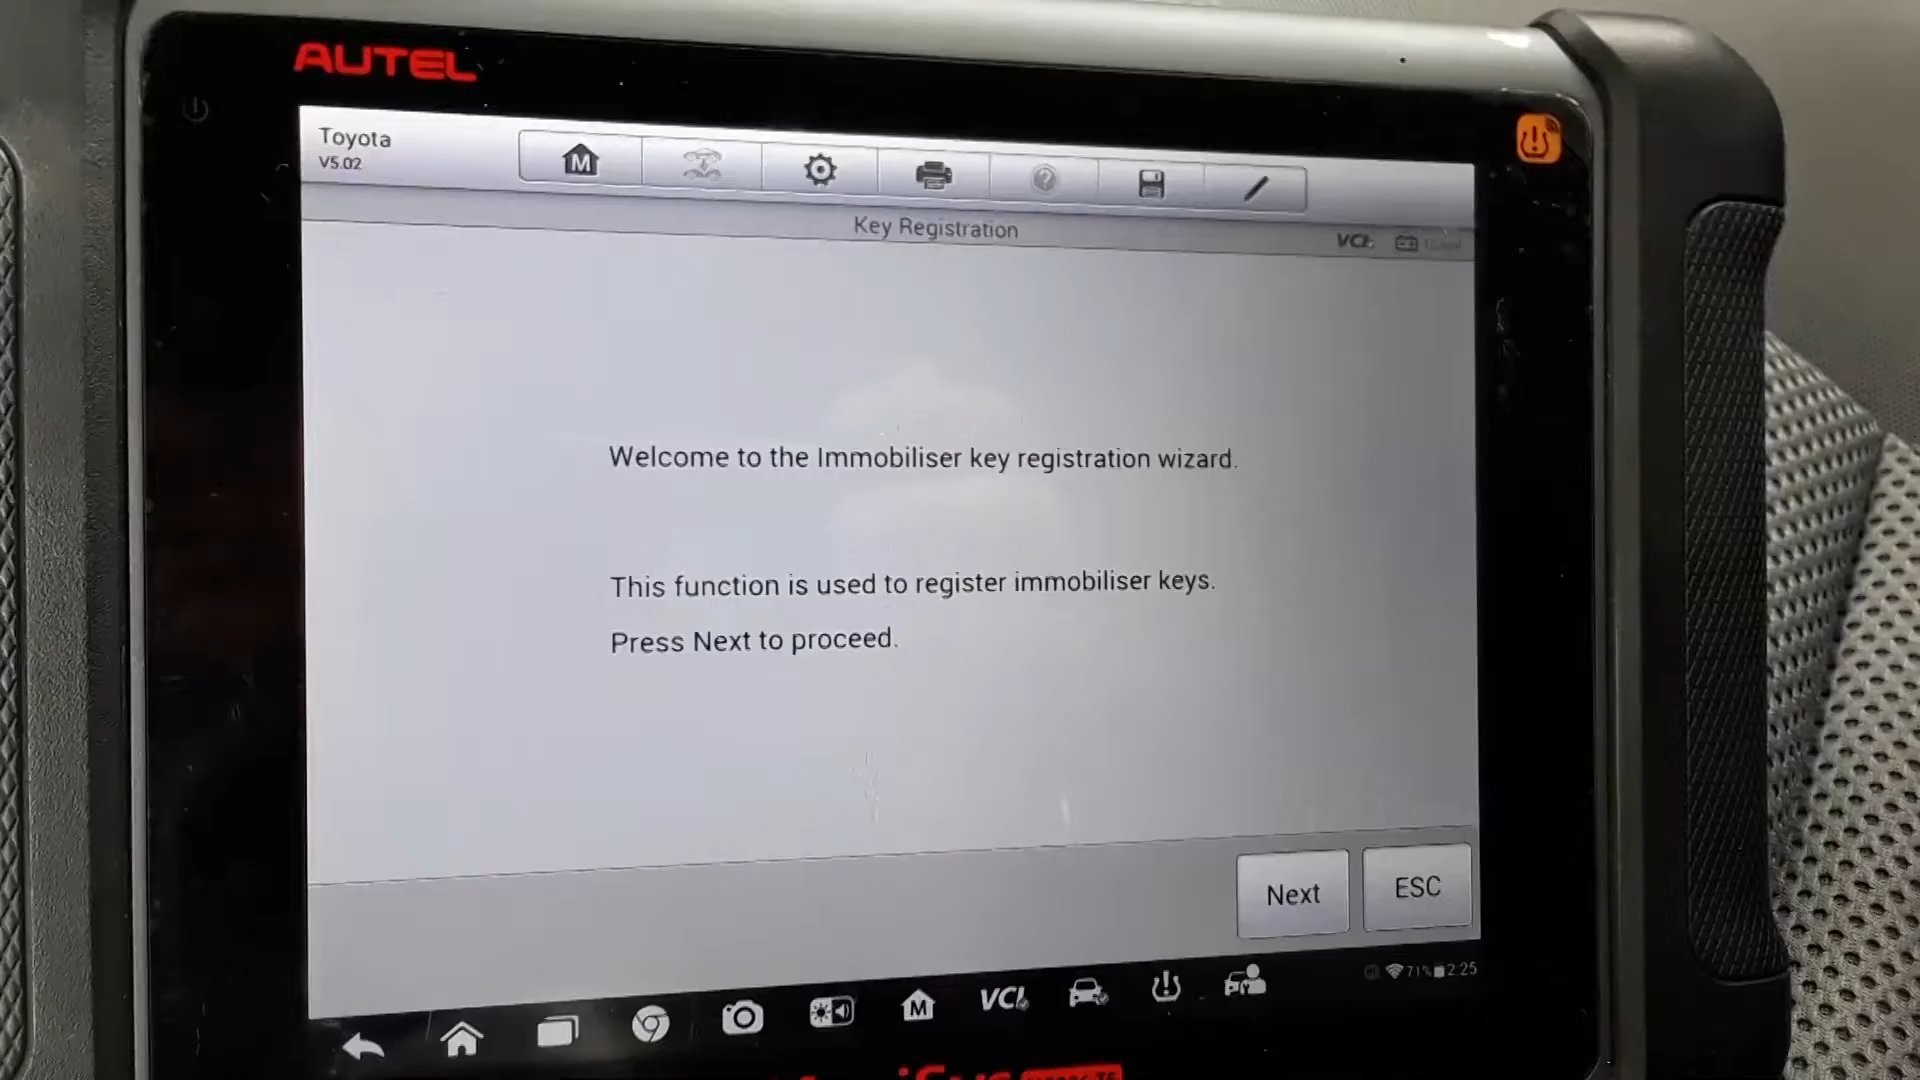 AUTEL
Toyota
V5.02
M
Key Registration
VCI
Welcome to the Immobiliser key registration wizard.
This function is used to register immobiliser keys.
Press Next to proceed.
Next
ESC
71%
2:25
M
VCI